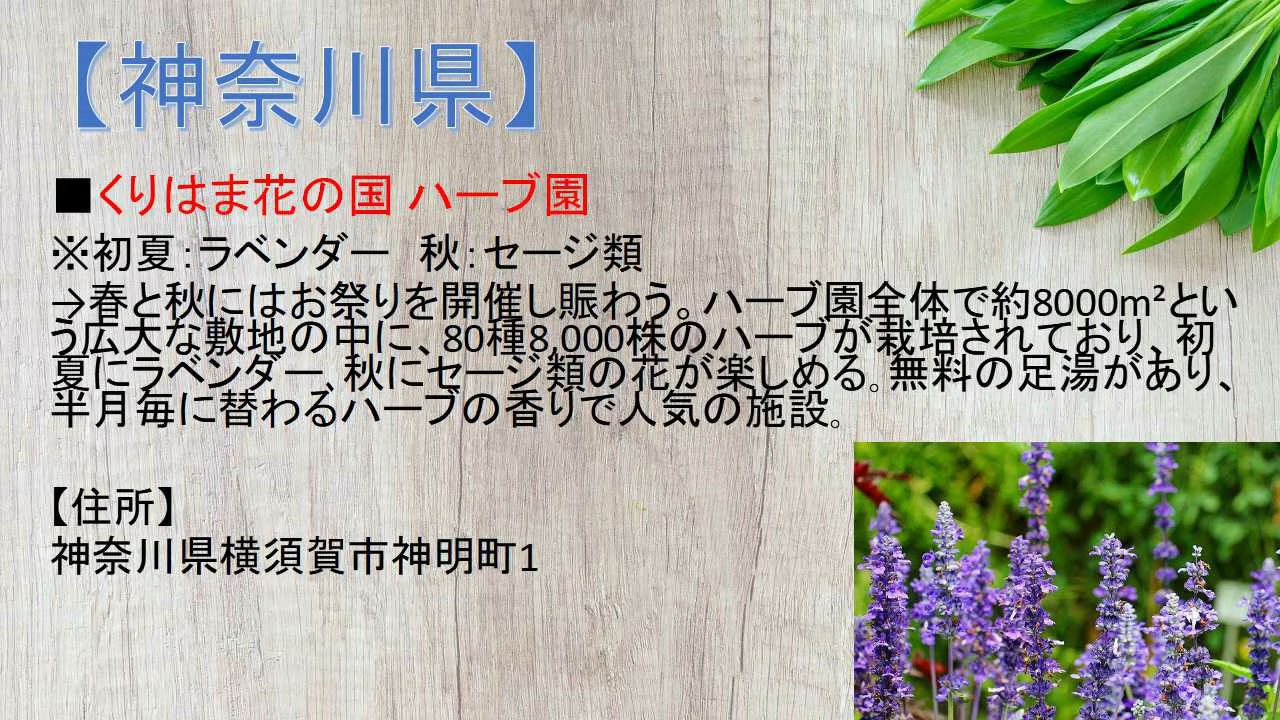 【神奈川県】
■くりはま花の国 ハーブ園
※初夏：ラベンダー　秋：セージ類
→春と秋にはお祭りを開催し賑わう。ハーブ園全体で約8000m²とい
う広大な敷地の中に、80種8,000株のハーブが栽培されており、初
夏にラベンダー、秋にセージ類の花が楽しめる。無料の足湯があり、
半月毎に替わるハーブの香りで人気の施設。
【住所】
神奈川県横須賀市神明町1